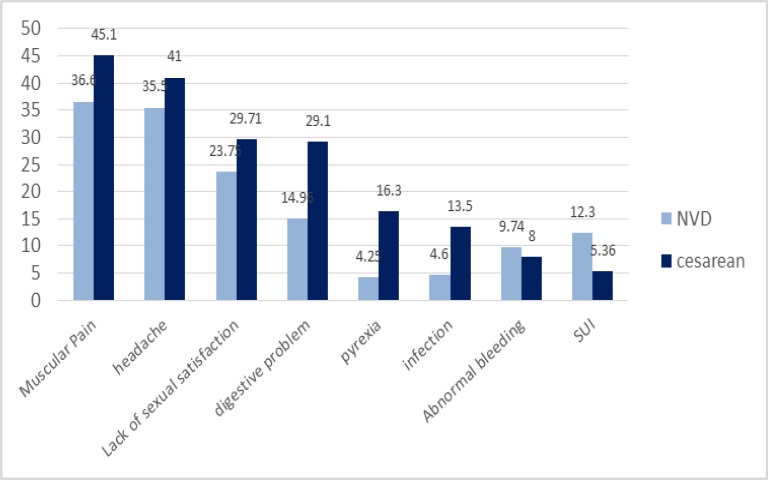 50
45
40
35
30
25
20
15
10
5
0
36.6
45.1
35.5
41
23.75
29.71
14.96
29.1
4.25
16.3
4.6
13.5
9.74
8
12.3
5.36
Muscular Pain
headache
Lack of sexual satisfaction
digestive problem
pyrexia
infection
Abnormal bleeding
SUI
NVD
cesarean